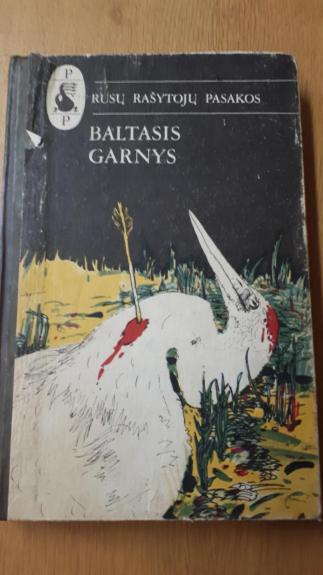 P
P
RUSŲ RAŠYTOJŲ PASAKOS
BALTASIS
GARNYS